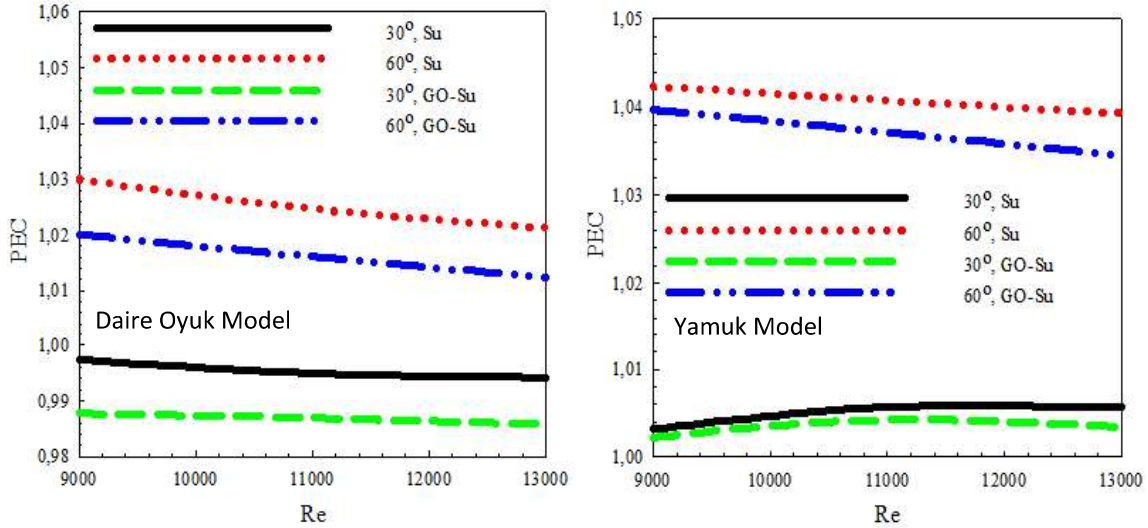 1,06
1,05
1,04
1,03
1,02
1,01
1,00
0,99
0,98
PEC
30°, Su
60°, Su
30°, GO-Su
60°, GO-Su
Daire Oyuk Model
9000 10000 11000 12000 13000
Re
1,05
1,04
1,03
1,02
1,01
1,00
PEC
30°, Su
60°, Su
30°, GO-Su
60°, GO-Su
Yamuk Model
9000 10000 11000 12000 13000
Re